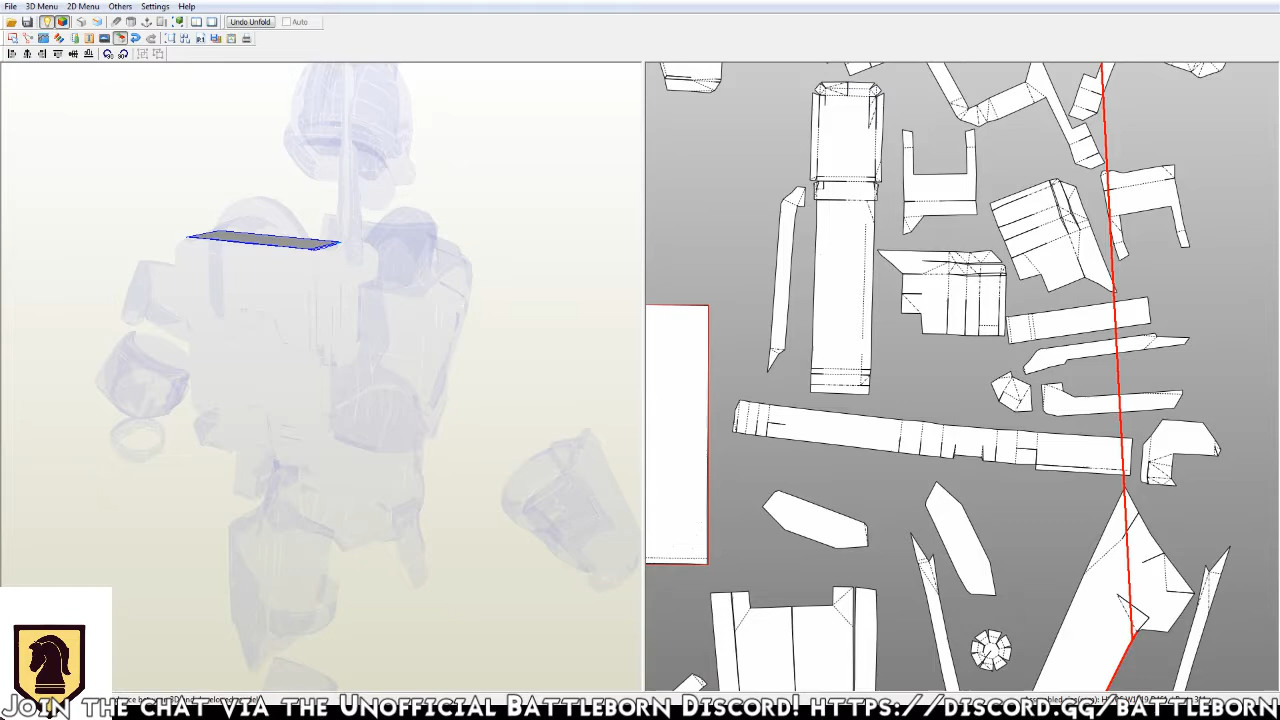 File 3D Menu 2D Menu Others Settings Help
Undo Unfold Auto
Join the chat via the Unofficial Battleborn Discord! https://discord.gg/battleborn